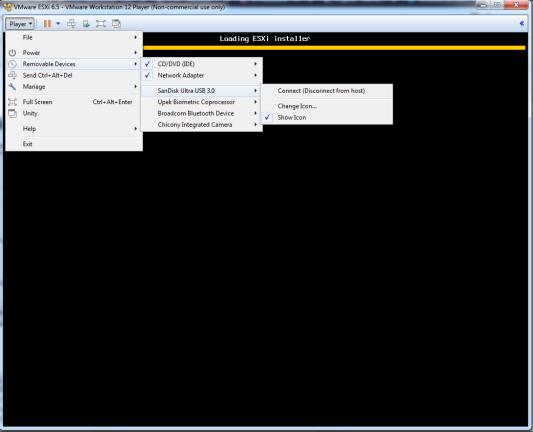 VMware ESXi 6.5 - VMware Workstation 12 Player (Non-commercial use only)
Player
Loading ESXi installer
File
Power
Removable Devices
Send Ctrl+Alt+Del
Manage
Full Screen Ctrl+Alt+Enter
Unity
Help
Exit
CD/DVD (IDE)
Network Adapter
SanDisk Ultra USB 3.0
Upek Biometric Coprocessor
Broadcom Bluetooth Device
Chicony Integrated Camera
Connect (Disconnect from host)
Change Icon...
Show Icon